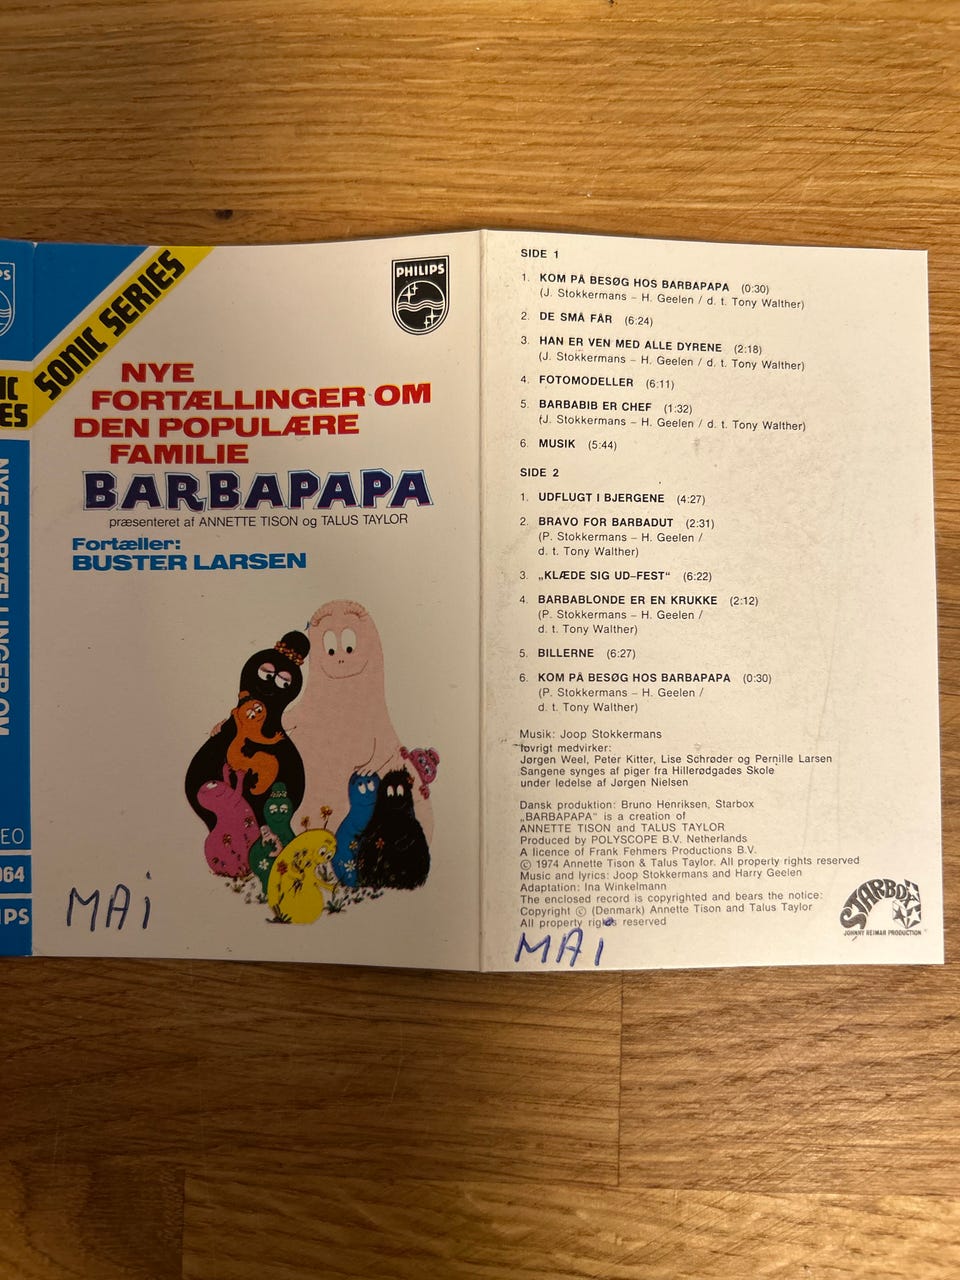 PS
IC
ES
NYE FORTÆLLINGER OM
EO
064
IPS
SONIC SERIES
PHILIPS
NYE
FORTÆLLINGER OM
DEN POPULÆRE
FAMILIE
BARBAPAPA
præsenteret af ANNETTE TISON og TALUS TAYLOR
Fortæller:
BUSTER LARSEN
MAi
SIDE 1
1. KOM PÅ BESØG HOS BARBAPAPA (0:30)
(J. Stokkermans – H. Geelen / d. t. Tony Walther)
2. DE SMÅ FÅR (6:24)
3. HAN ER VEN MED ALLE DYRENE (2:18)
(J. Stokkermans – H. Geelen / d. t. Tony Walther)
4. FOTOMODELLER (6:11)
5. BARBABIB ER CHEF (1:32)
(J. Stokkermans – H. Geelen / d. t. Tony Walther)
6. MUSIK (5:44)
SIDE 2
1. UDFLUGT I BJERGENE (4:27)
2. BRAVO FOR BARBADUT (2:31)
(P. Stokkermans – H. Geelen /
d. t. Tony Walther)
3. „KLÆDE SIG UD–FEST“ (6:22)
4. BARBABLONDE ER EN KRUKKE (2:12)
(P. Stokkermans – H. Geelen /
d. t. Tony Walther)
5. BILLERNE (6:27)
6. KOM PÅ BESØG HOS BARBAPAPA (0:30)
(P. Stokkermans – H. Geelen /
d. t. Tony Walther)
Musik: Joop Stokkermans
Iøvrigt medvirker:
Jørgen Weel, Peter Kitter, Lise Schrøder og Pernille Larsen
Sangene synges af piger fra Hillerødgades Skole
under ledelse af Jørgen Nielsen
Dansk produktion: Bruno Henriksen, Starbox
„BARBAPAPA“ is a creation of
ANNETTE TISON and TALUS TAYLOR
Produced by POLYSCOPE B.V. Netherlands
A licence of Frank Fehmers Productions B.V.
© 1974 Annette Tison & Talus Taylor. All property rights reserved
Music and lyrics: Joop Stokkermans and Harry Geelen
Adaptation: Ina Winkelmann
The enclosed record is copyrighted and bears the notice:
Copyright © (Denmark) Annette Tison and Talus Taylor
All property rights reserved
STARBOX
JOHNNY REIMAR PRODUCTION
MAi